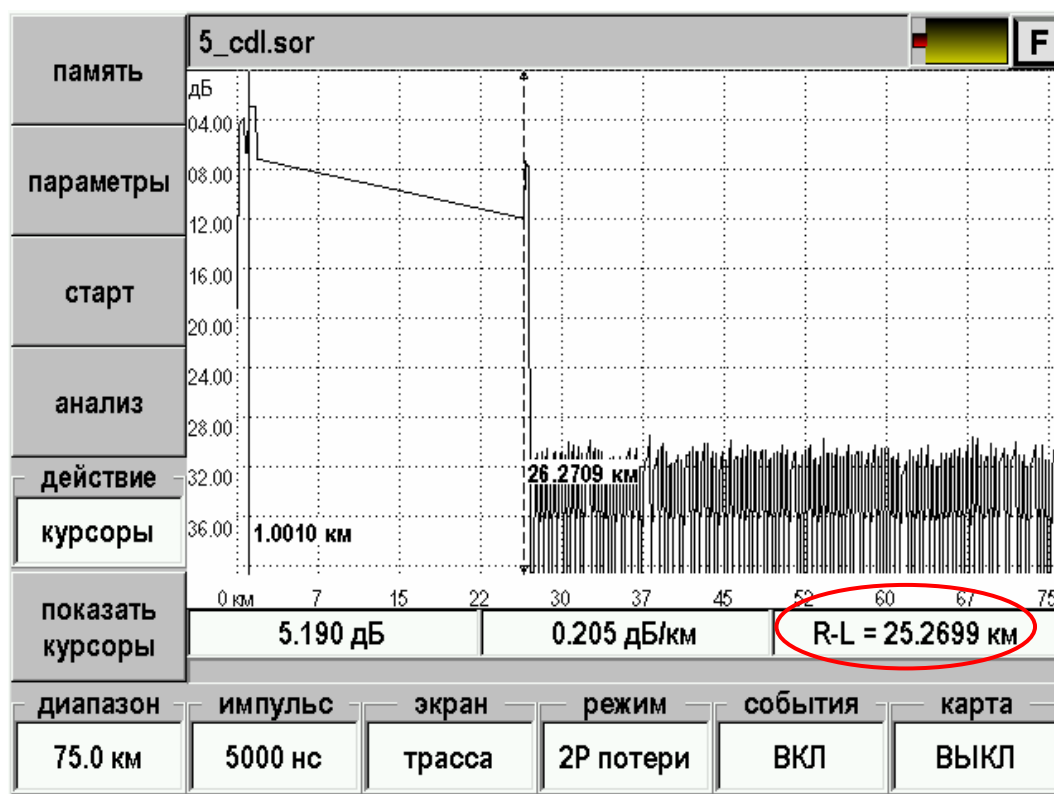 5_cdl.sor
F
память
параметры
старт
анализ
действие
курсоры
показать
курсоры
дБ
04.00
08.00
12.00
16.00
20.00
24.00
28.00
32.00
36.00
26.2709 км
1.0010 км
0 км 7 15 22 30 37 45 52 60 67 75
5.190 дБ 0.205 дБ/км R-L = 25.2699 км
диапазон импульс экран режим события карта
75.0 км 5000 нс трасса 2P потери ВКЛ ВЫКЛ